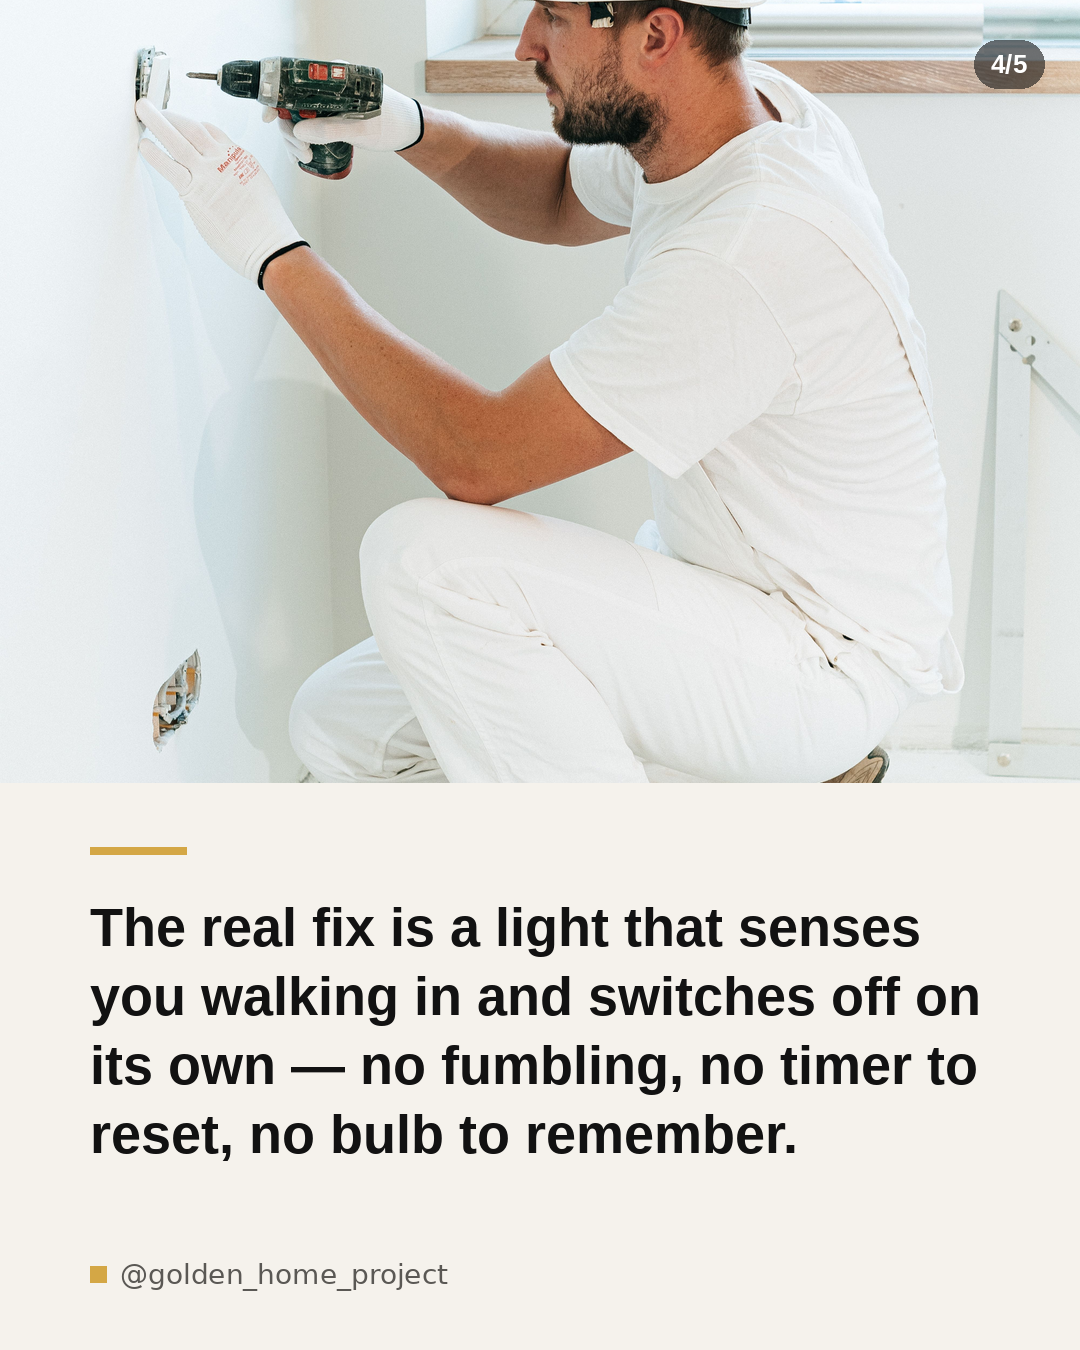 4/5
The real fix is a light that senses
you walking in and switches off on
its own — no fumbling, no timer to
reset, no bulb to remember.
@golden_home_project